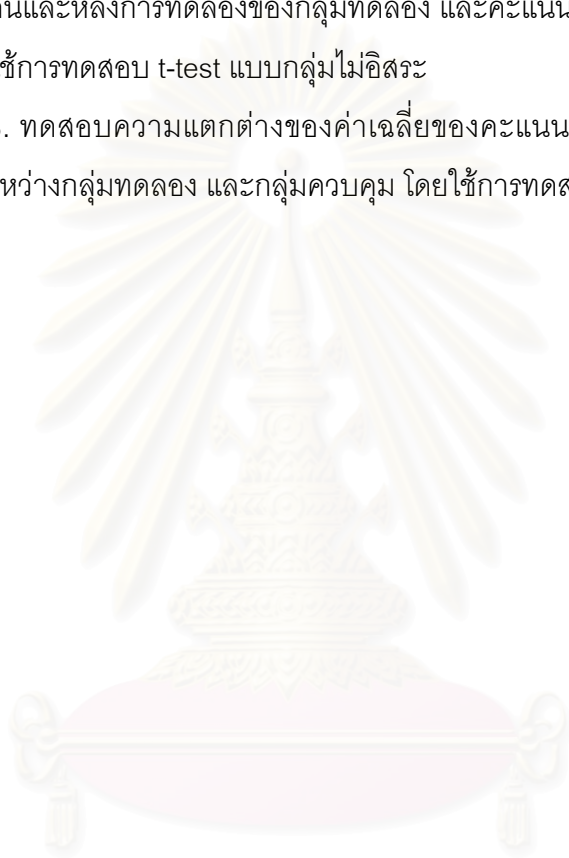 และหลังการทดลองของกลุ่มทดลอง และคะแนน
ใช้การทดสอบ t-test แบบกลุ่มไม่อิสระ
. ทดสอบความแตกต่างของค่าเฉลี่ยของคะแนน
หว่างกลุ่มทดลอง และกลุ่มควบคุม โดยใช้การทดส